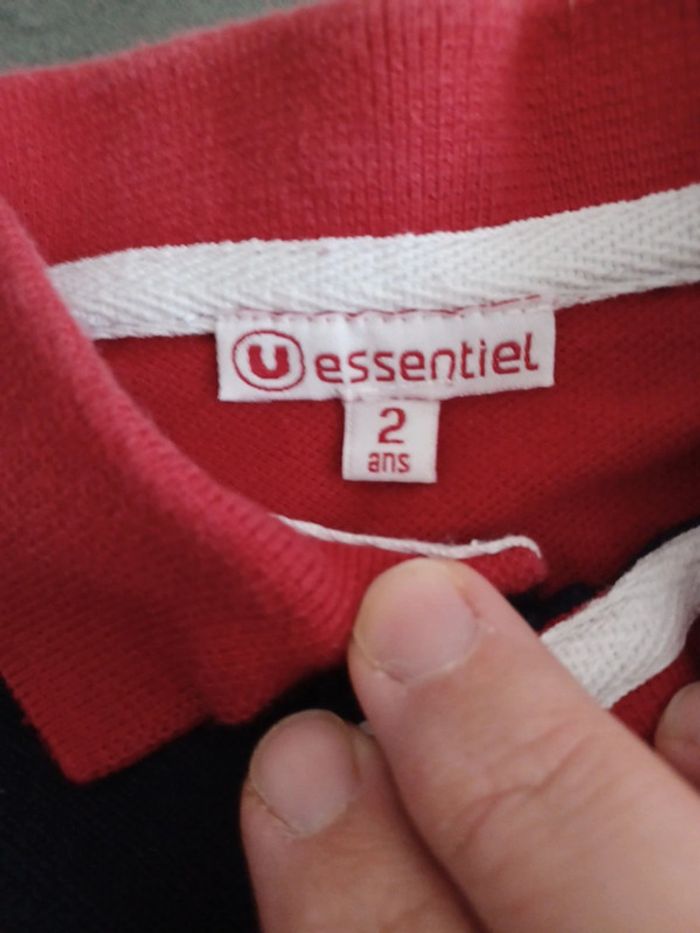 U essentiel
2
ans